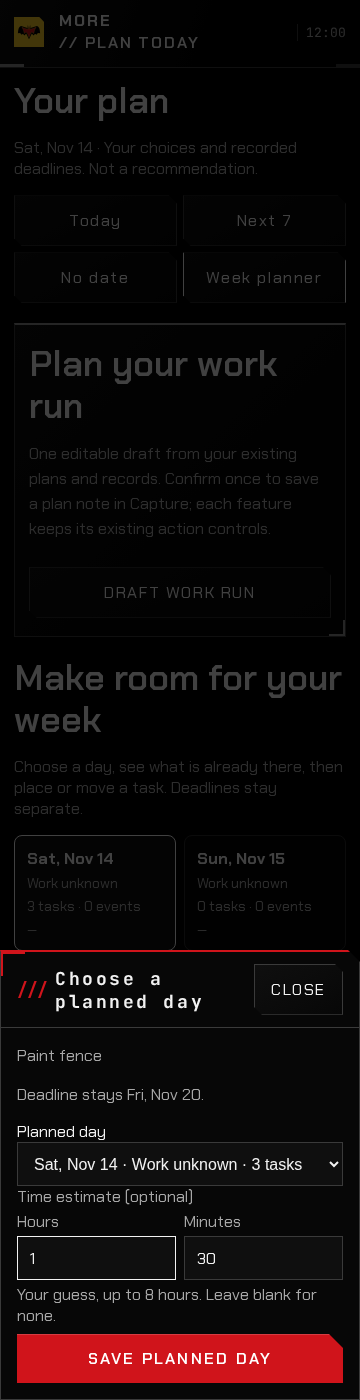 MORE
// PLAN TODAY
12:00
Your plan
Sat, Nov 14 · Your choices and recorded
deadlines. Not a recommendation.
Today
Next 7
No date
Week planner
Plan your work
run
One editable draft from your existing
plans and records. Confirm once to save
a plan note in Capture; each feature
keeps its existing action controls.
DRAFT WORK RUN
Make room for your
week
Choose a day, see what is already there, then
place or move a task. Deadlines stay
separate.
Sat, Nov 14
Work unknown
3 tasks · 0 events
—
Sun, Nov 15
Work unknown
0 tasks · 0 events
—
/// Choose a
planned day
CLOSE
Paint fence
Deadline stays Fri, Nov 20.
Planned day
Sat, Nov 14 · Work unknown · 3 tasks
Time estimate (optional)
Hours
Minutes
1
30
Your guess, up to 8 hours. Leave blank for
none.
SAVE PLANNED DAY